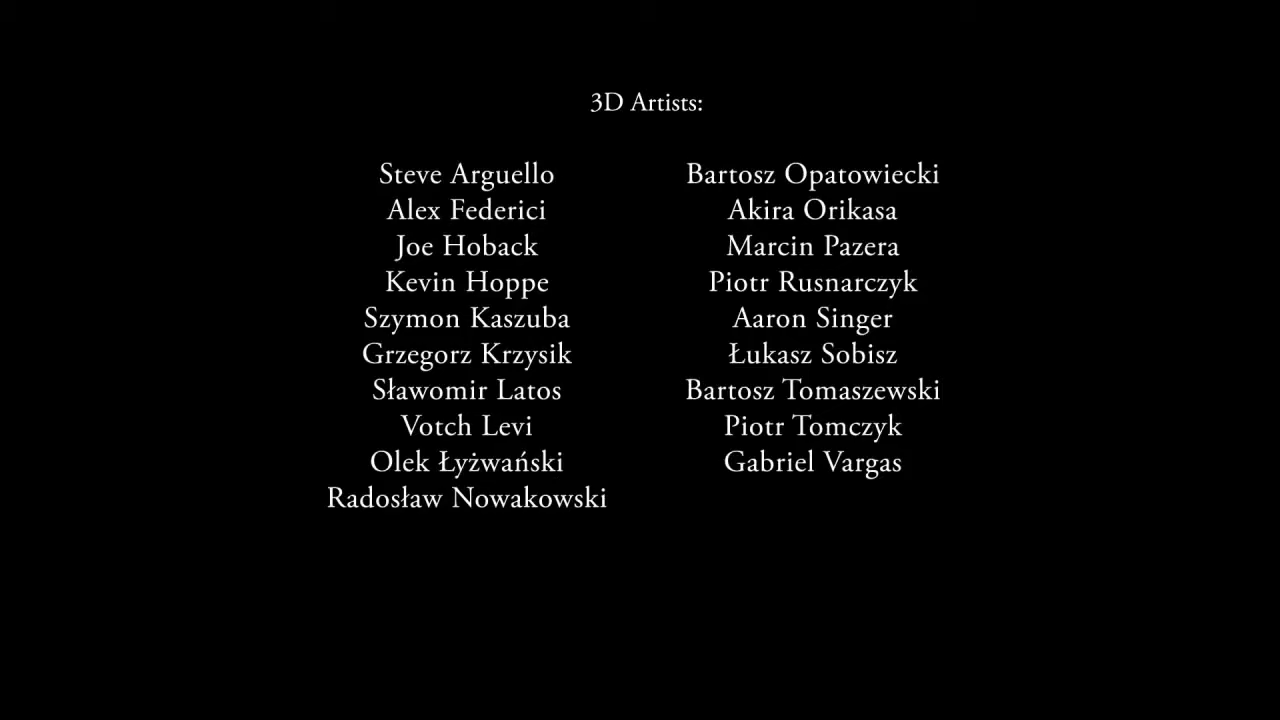 3D Artists:
Steve Arguello
Alex Federici
Joe Hoback
Kevin Hoppe
Szymon Kaszuba
Grzegorz Krzysik
Sławomir Latos
Votch Levi
Olek Łyżwański
Radosław Nowakowski
Bartosz Opatowiecki
Akira Orikasa
Marcin Pazera
Piotr Rusnarczyk
Aaron Singer
Łukasz Sobisz
Bartosz Tomaszewski
Piotr Tomczyk
Gabriel Vargas